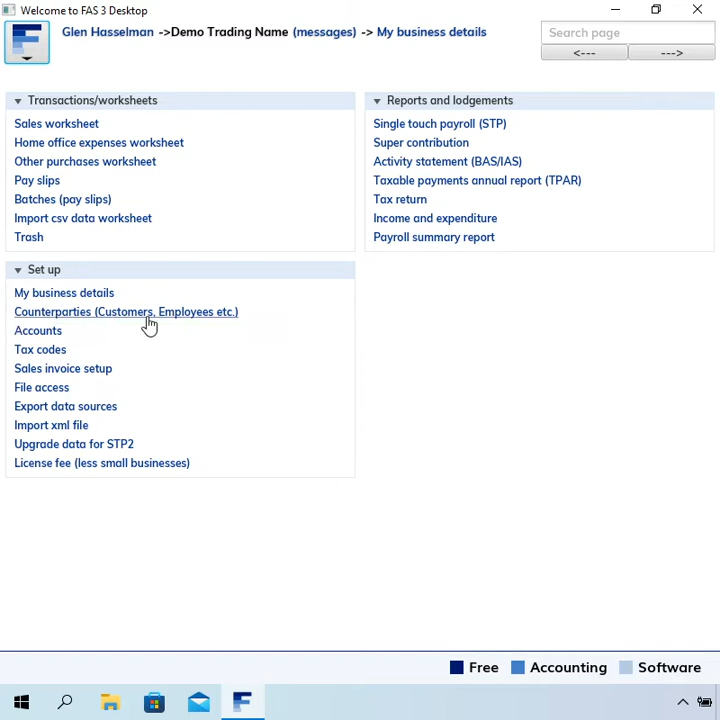 Welcome to FAS 3 Desktop
Glen Hasselman ->Demo Trading Name (messages) -> My business details
Search page
<---
--->
Transactions/worksheets
Sales worksheet
Home office expenses worksheet
Other purchases worksheet
Pay slips
Batches (pay slips)
Import csv data worksheet
Trash
Reports and lodgements
Single touch payroll (STP)
Super contribution
Activity statement (BAS/IAS)
Taxable payments annual report (TPAR)
Tax return
Income and expenditure
Payroll summary report
Set up
My business details
Counterparties (Customers, Employees etc.)
Accounts
Tax codes
Sales invoice setup
File access
Export data sources
Import xml file
Upgrade data for STP2
License fee (less small businesses)
Free Accounting Software